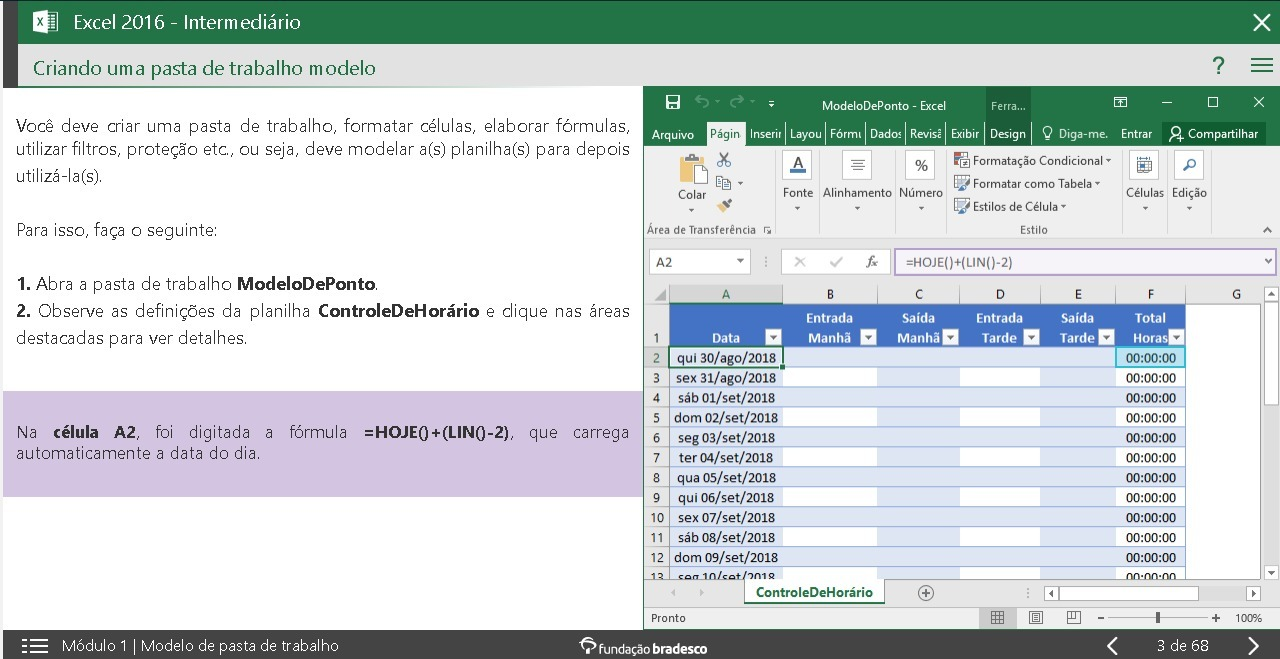 Excel 2016 - Intermediário
Criando uma pasta de trabalho modelo
?
Você deve criar uma pasta de trabalho, formatar células, elaborar fórmulas,
utilizar filtros, proteção etc., ou seja, deve modelar a(s) planilha(s) para depois
utilizá-la(s).
Para isso, faça o seguinte:
1. Abra a pasta de trabalho ModeloDePonto.
2. Observe as definições da planilha ControleDeHorário e clique nas áreas
destacadas para ver detalhes.
Na célula A2, foi digitada a fórmula =HOJE()+(LIN()-2), que carrega
automaticamente a data do dia.
ModeloDePonto - Excel Ferra...
Arquivo Págin Inserir Layou Fórmu Dados Revisã Exibir Design Diga-me. Entrar Compartilhar
Colar Fonte Alinhamento Número Formatação Condicional Formatar como Tabela Estilos de Célula Células Edição
Área de Transferência Estilo
A2 fx =HOJE()+(LIN()-2)
A B C D E F G
Entrada Saída Entrada Saída Total
1 Data Manhã Manhã Tarde Tarde Horas
2 qui 30/ago/2018 00:00:00
3 sex 31/ago/2018 00:00:00
4 sáb 01/set/2018 00:00:00
5 dom 02/set/2018 00:00:00
6 seg 03/set/2018 00:00:00
7 ter 04/set/2018 00:00:00
8 qua 05/set/2018 00:00:00
9 qui 06/set/2018 00:00:00
10 sex 07/set/2018 00:00:00
11 sáb 08/set/2018 00:00:00
12 dom 09/set/2018 00:00:00
13 seg 10/set/2018 00:00:00
ControleDeHorário
Pronto 100%
Módulo 1 | Modelo de pasta de trabalho fundação bradesco 3 de 68